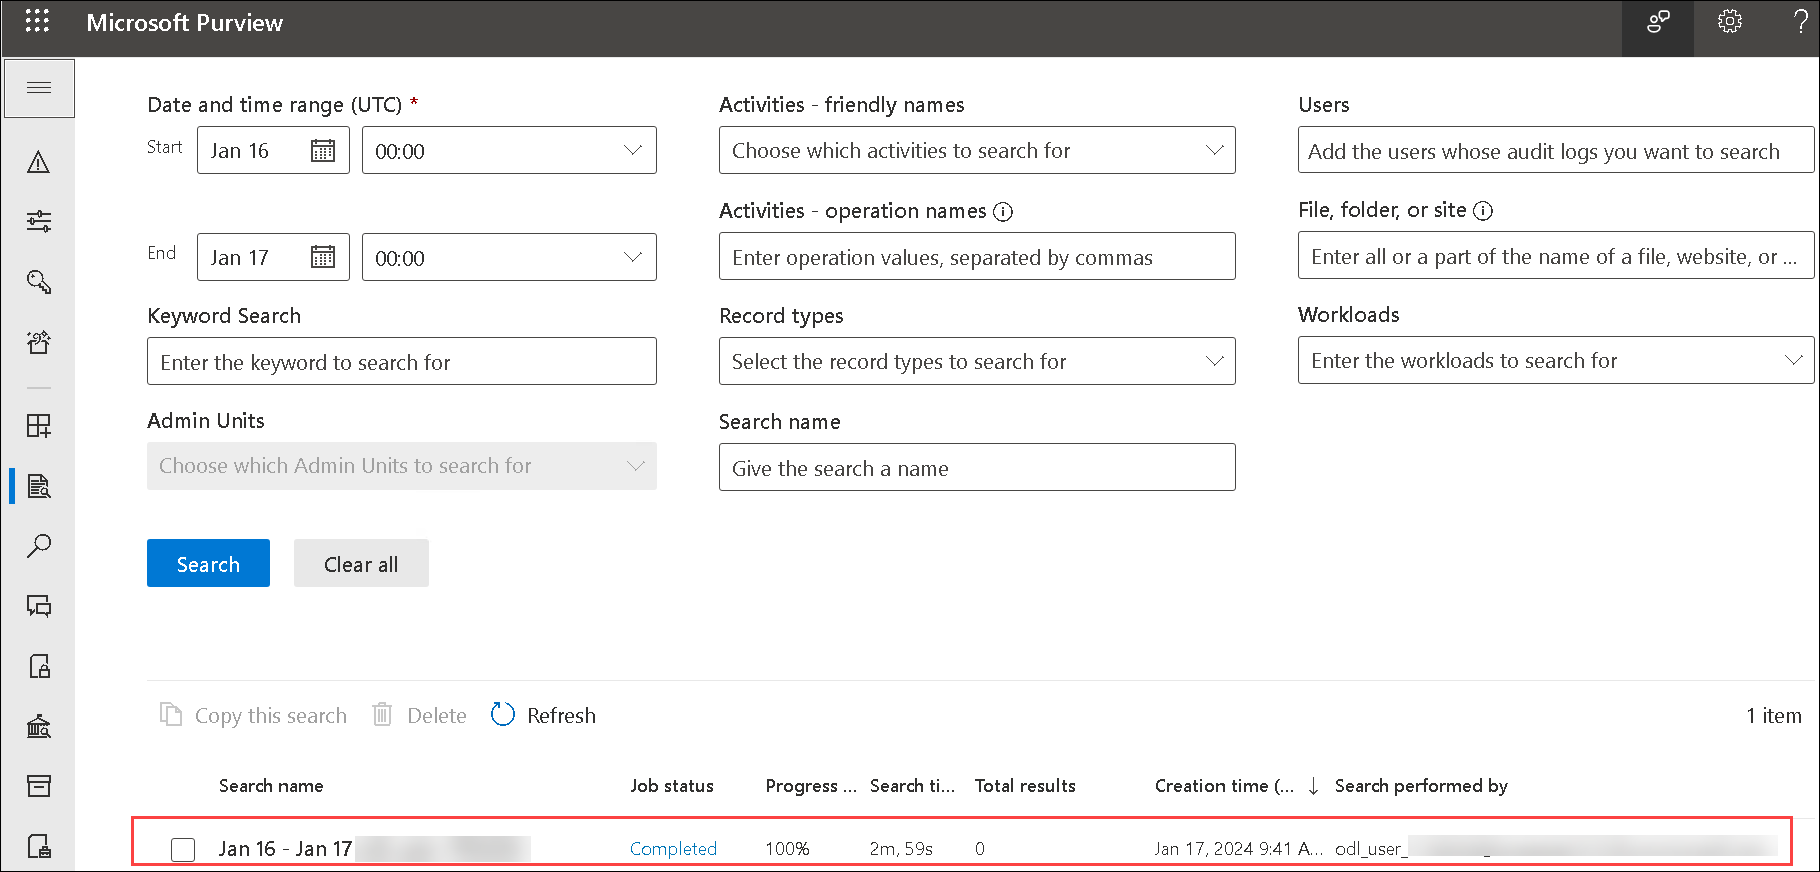 Microsoft Purview
?
Date and time range (UTC) *
Start
Jan 16
00:00
End
Jan 17
00:00
Keyword Search
Enter the keyword to search for
Admin Units
Choose which Admin Units to search for
Activities - friendly names
Choose which activities to search for
Activities - operation names
Enter operation values, separated by commas
Record types
Select the record types to search for
Search name
Give the search a name
Users
Add the users whose audit logs you want to search
File, folder, or site
Enter all or a part of the name of a file, website, or ...
Workloads
Enter the workloads to search for
Search
Clear all
Copy this search
Delete
Refresh
1 item
Search name
Job status
Progress ...
Search ti...
Total results
Creation time (... ↓
Search performed by
Jan 16 - Jan 17
Completed
100%
2m, 59s
0
Jan 17, 2024 9:41 A...
odl_user_